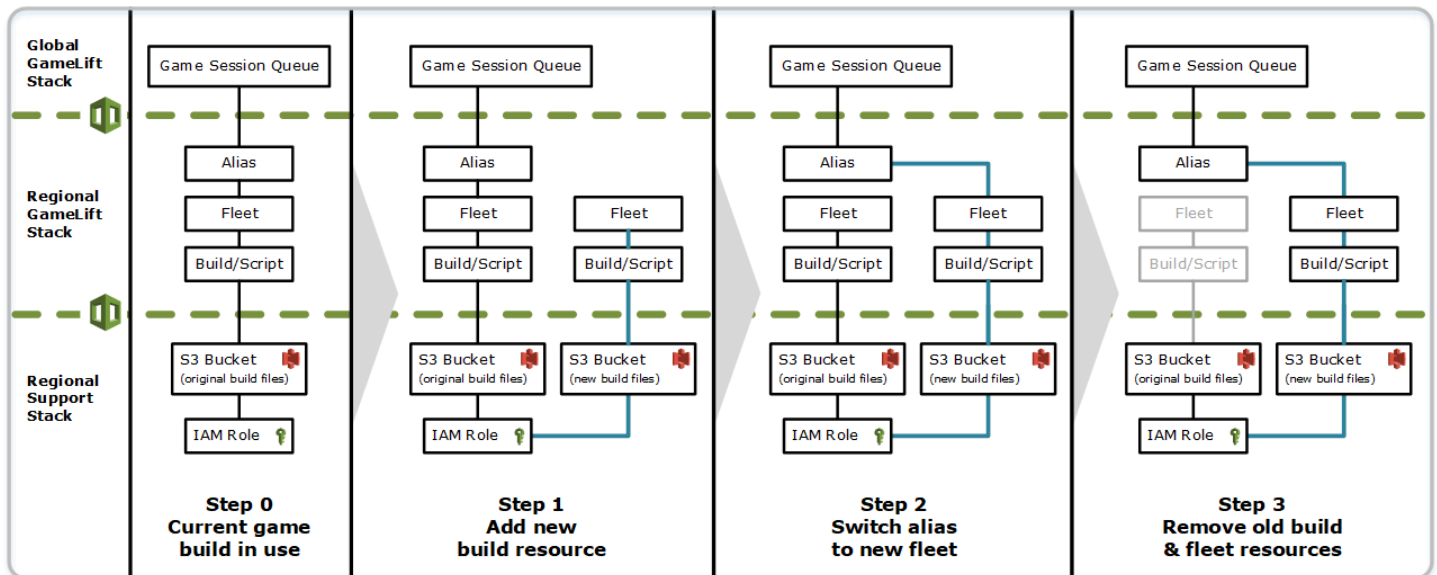 Global
GameLift
Stack
Regional
GameLift
Stack
Regional
Support
Stack
Game Session Queue
Alias
Fleet
Build/Script
S3 Bucket
(original build files)
IAM Role
Step 0
Current game
build in use
Game Session Queue
Alias
Fleet
Fleet
Build/Script
Build/Script
S3 Bucket
(original build files)
S3 Bucket
(new build files)
IAM Role
Step 1
Add new
build resource
Game Session Queue
Alias
Fleet
Fleet
Build/Script
Build/Script
S3 Bucket
(original build files)
S3 Bucket
(new build files)
IAM Role
Step 2
Switch alias
to new fleet
Game Session Queue
Alias
Fleet
Fleet
Build/Script
Build/Script
S3 Bucket
(original build files)
S3 Bucket
(new build files)
IAM Role
Step 3
Remove old build
& fleet resources